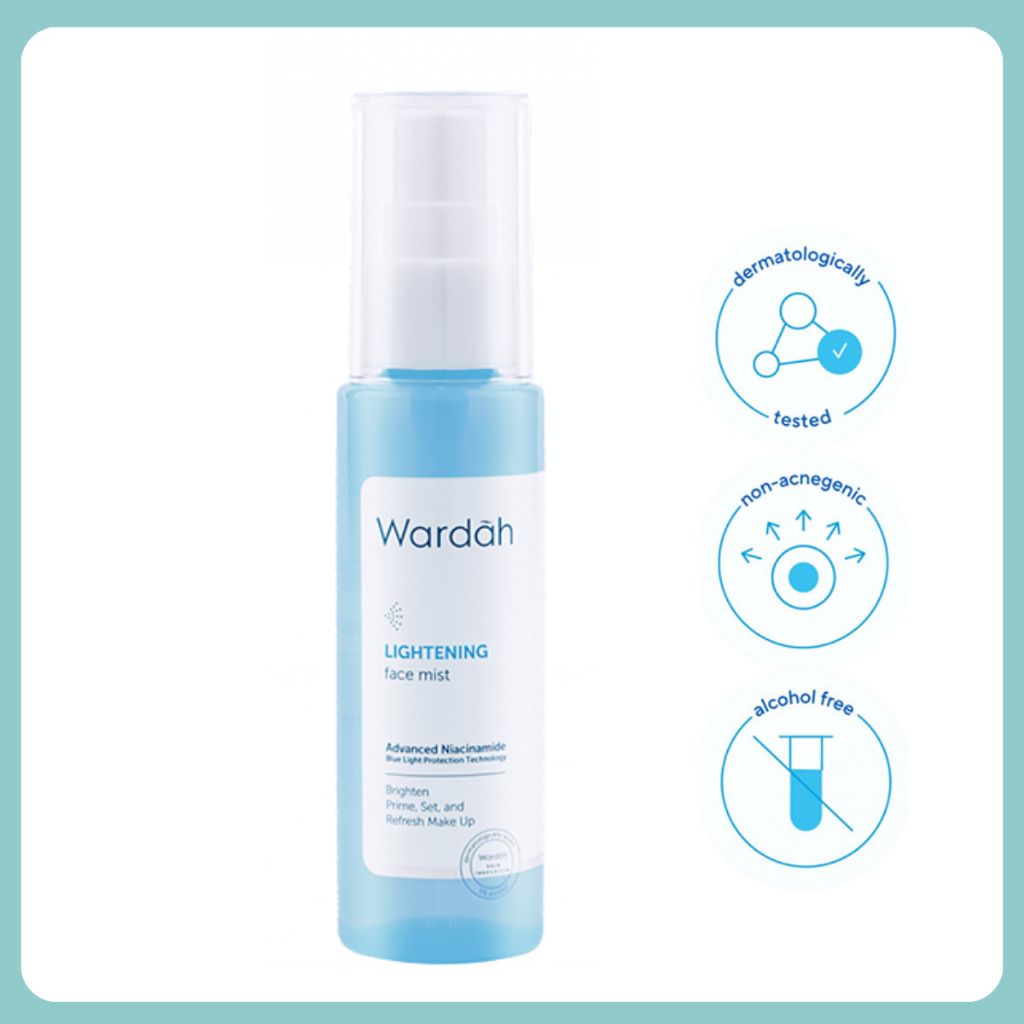 Wardah
LIGHTENING
face mist
Advanced Niacinamide
Blue Light Protection Technology
Brighten
Prime, Set, and
Refresh Make Up
Wardah
dermatologically
tested
non-acnegenic
alcohol free